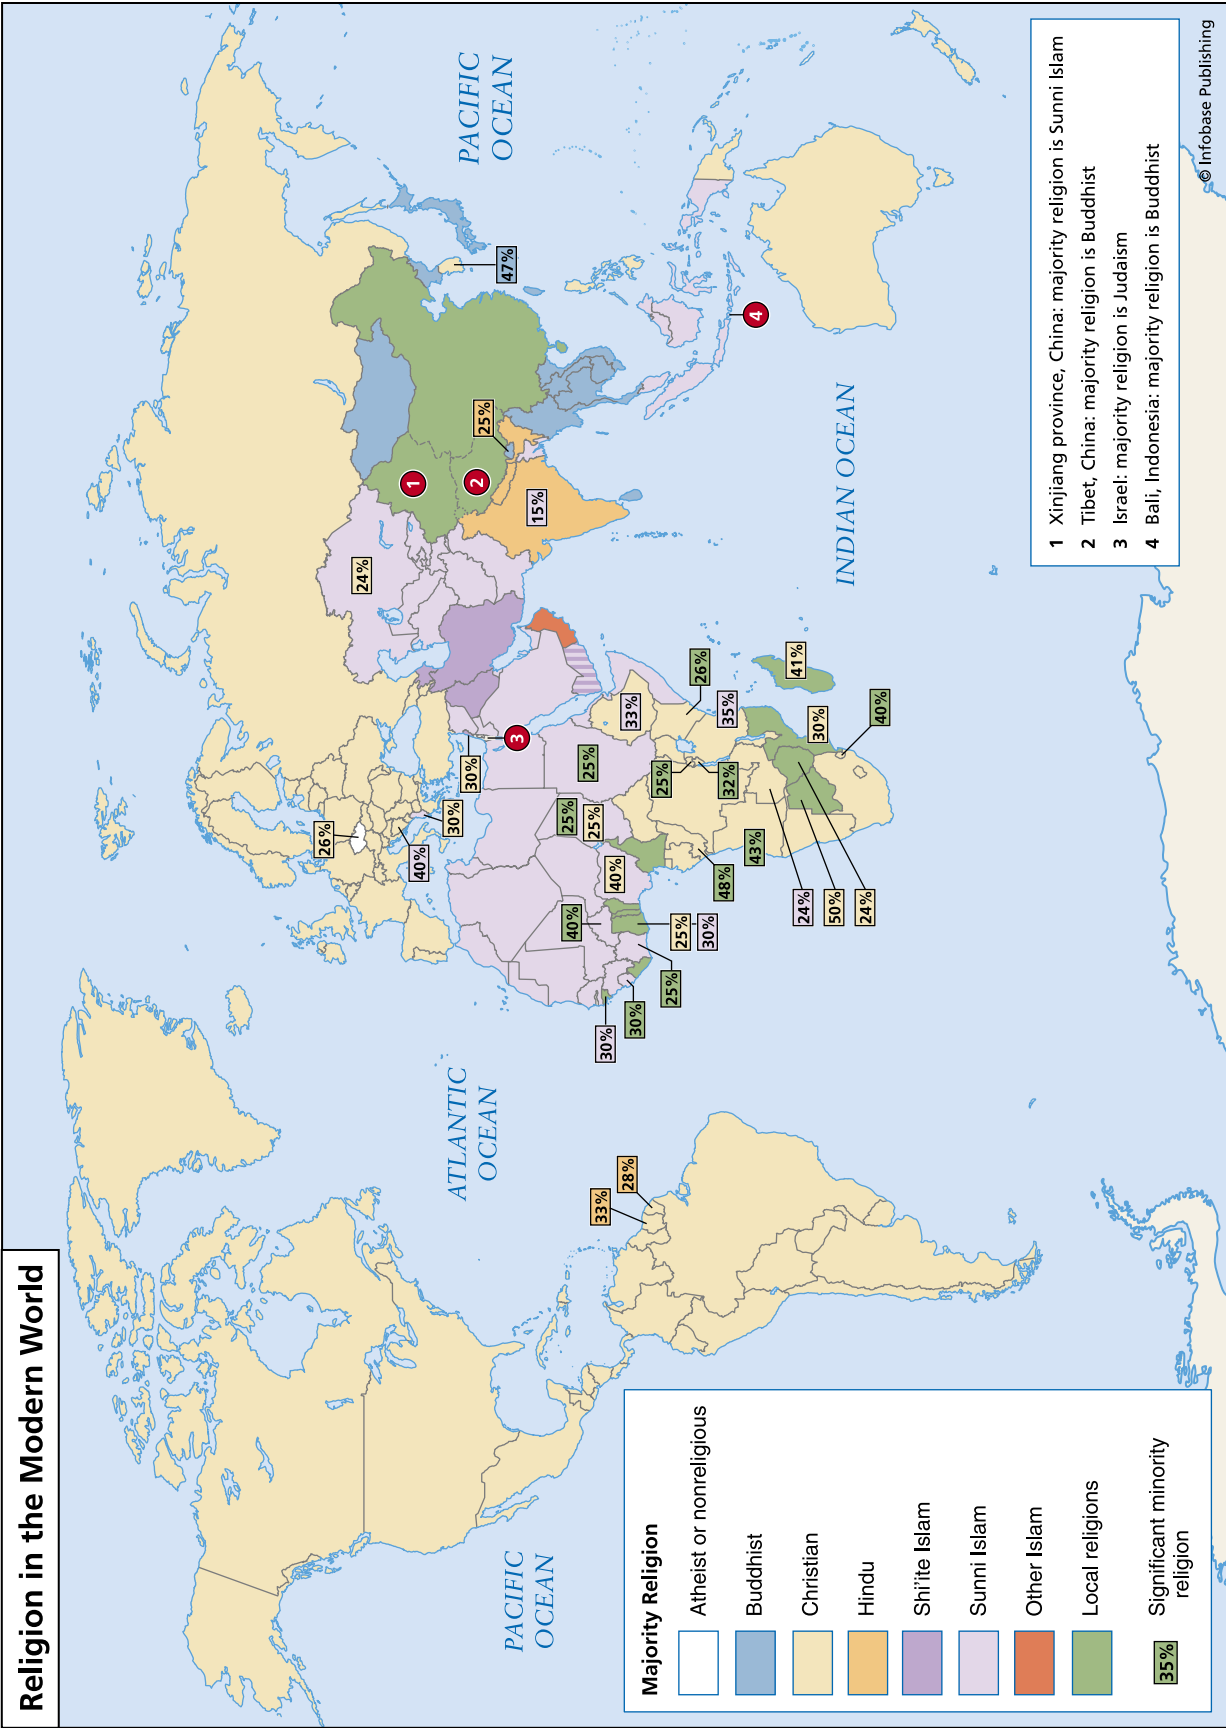 Religion in the Modern World
PACIFIC
OCEAN
ATLANTIC
OCEAN
INDIAN OCEAN
PACIFIC
OCEAN
33%
28%
26%
40%
30%
30%
24%
25%
15%
47%
30%
30%
25%
40%
25%
30%
40%
25%
25%
25%
33%
25%
32%
26%
35%
48%
43%
24%
50%
24%
30%
40%
41%
1
2
3
4
Majority Religion
Atheist or nonreligious
Buddhist
Christian
Hindu
Shi'ite Islam
Sunni Islam
Other Islam
Local religions
35%
Significant minority
religion
1 Xinjiang province, China: majority religion is Sunni Islam
2 Tibet, China: majority religion is Buddhist
3 Israel: majority religion is Judaism
4 Bali, Indonesia: majority religion is Buddhist
© Infobase Publishing